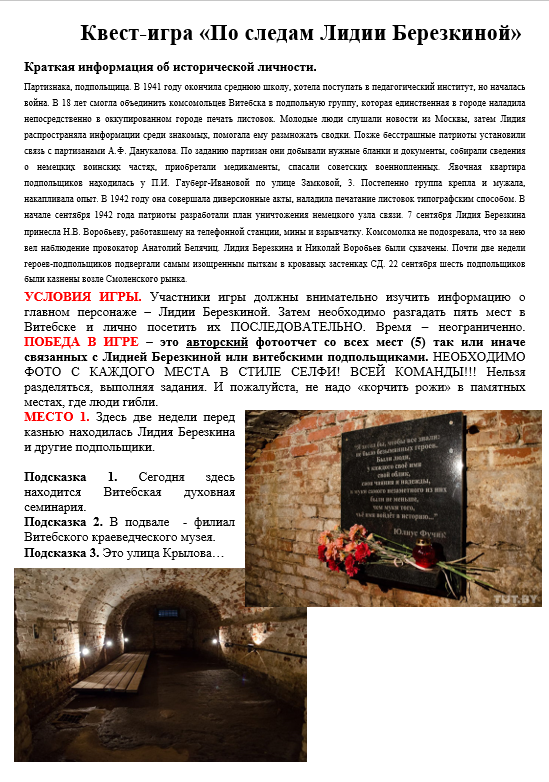 Квест-игра «По следам Лидии Березкиной»
Краткая информация об исторической личности.
Партизанка, подпольщица. В 1941 году окончила среднюю школу, хотела поступать в педагогический институт, но началась
война. В 18 лет смогла объединить комсомольцев Витебска в подпольную группу, которая единственная в городе наладила
непосредственно в оккупированном городе печать листовок. Молодые люди слушали новости из Москвы, затем Лидия
распространяла информации среди знакомых, помогала ему размножать сводки. Позже бесстрашные патриоты установили
связь с партизанами А.Ф. Данукалова. По заданию партизан они добывали нужные бланки и документы, собирали сведения
о немецких воинских частях, приобретали медикаменты, спасали советских военнопленных. Явочная квартира
подпольщиков находилась у П.И. Гауберг-Ивановой по улице Замковой, 3. Постепенно группа крепла и мужала,
накапливала опыт. В 1942 году она совершала диверсионные акты, наладила печатание листовок типографским способом. В
начале сентября 1942 года патриоты разработали план уничтожения немецкого узла связи. 7 сентября Лидия Березкина
принесла Н.В. Воробьеву, работавшему на телефонной станции, мины и взрывчатку. Комсомолка не подозревала, что за нею
вел наблюдение провокатор Анатолий Белячиц. Лидия Березкина и Николай Воробьев были схвачены. Почти две недели
героев-подпольщиков подвергали самым изощренным пыткам в кровавых застенках СД. 22 сентября шесть подпольщиков
были казнены возле Смоленского рынка.
УСЛОВИЯ ИГРЫ. Участники игры должны внимательно изучить информацию о
главном персонаже – Лидии Березкиной. Затем необходимо разгадать пять мест в
Витебске и лично посетить их ПОСЛЕДОВАТЕЛЬНО. Время – неограниченно.
ПОБЕДА В ИГРЕ – это авторский фотоотчет со всех мест (5) так или иначе
связанных с Лидией Березкиной или витебскими подпольщиками. НЕОБХОДИМО
ФОТО С КАЖДОГО МЕСТА В СТИЛЕ СЕЛФИ! ВСЕЙ КОМАНДЫ!!! Нельзя
разделяться, выполняя задания. И пожалуйста, не надо «корчить рожи» в памятных
местах, где люди гибли.
МЕСТО 1. Здесь две недели перед
казнью находилась Лидия Березкина
и другие подпольщики.
Подсказка 1. Сегодня здесь
находится Витебская духовная
семинария.
Подсказка 2. В подвале - филиал
Витебского краеведческого музея.
Подсказка 3. Это улица Крылова…
"Я хотел бы, чтобы все знали:
не было безымянных героев.
Были люди,
у каждого своё имя
свой облик,
свои чаяния и надежды,
и муки самого незаметного из них
были не меньше,
чем муки того,
чьё имя войдёт в историю..."
Юлиус Фучик
TUT.BY